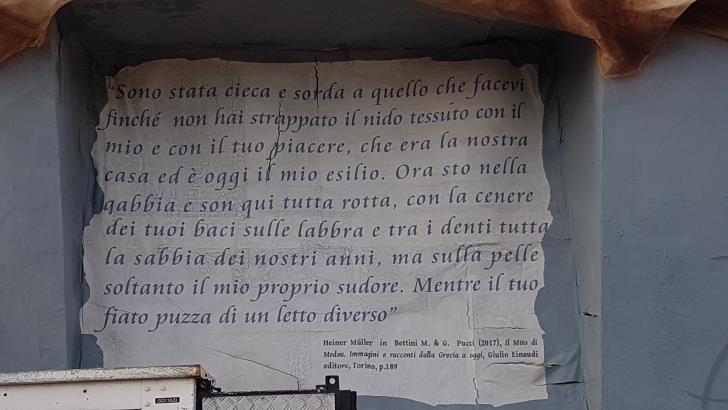 “Sono stata cieca e sorda a quello che facevi
finché non hai strappato il nido tessuto con il
mio e con il tuo piacere, che era la nostra
casa ed è oggi il mio esilio. Ora sto nella
gabbia e son qui tutta rotta, con la cenere
dei tuoi baci sulle labbra e tra i denti tutta
la sabbia dei nostri anni, ma sulla pelle
soltanto il mio proprio sudore. Mentre il tuo
fiato puzza di un letto diverso”
Heiner Müller in Bettini M. & G. Pucci (2017), Il Mito di
Medea. Immagini e racconti dalla Grecia a oggi, Giulio Einaudi
editore, Torino, p.189